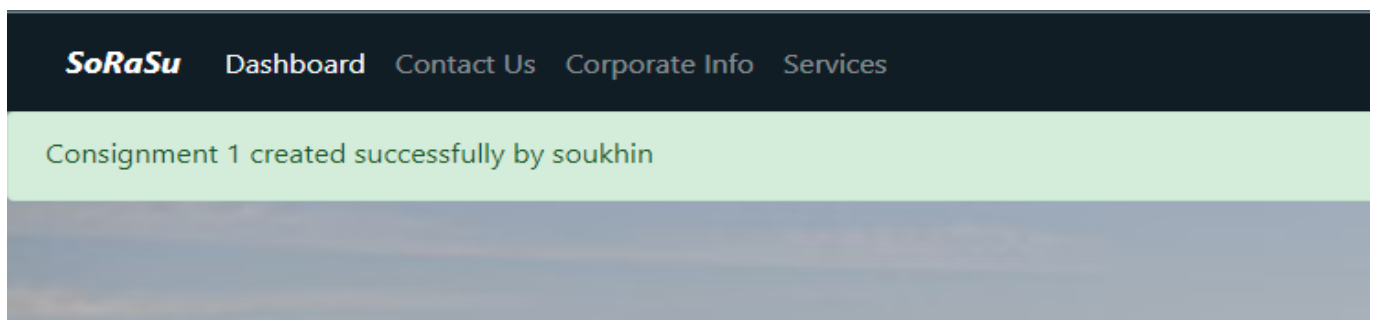 SoRaSu Dashboard Contact Us Corporate Info Services
Consignment 1 created successfully by soukhin